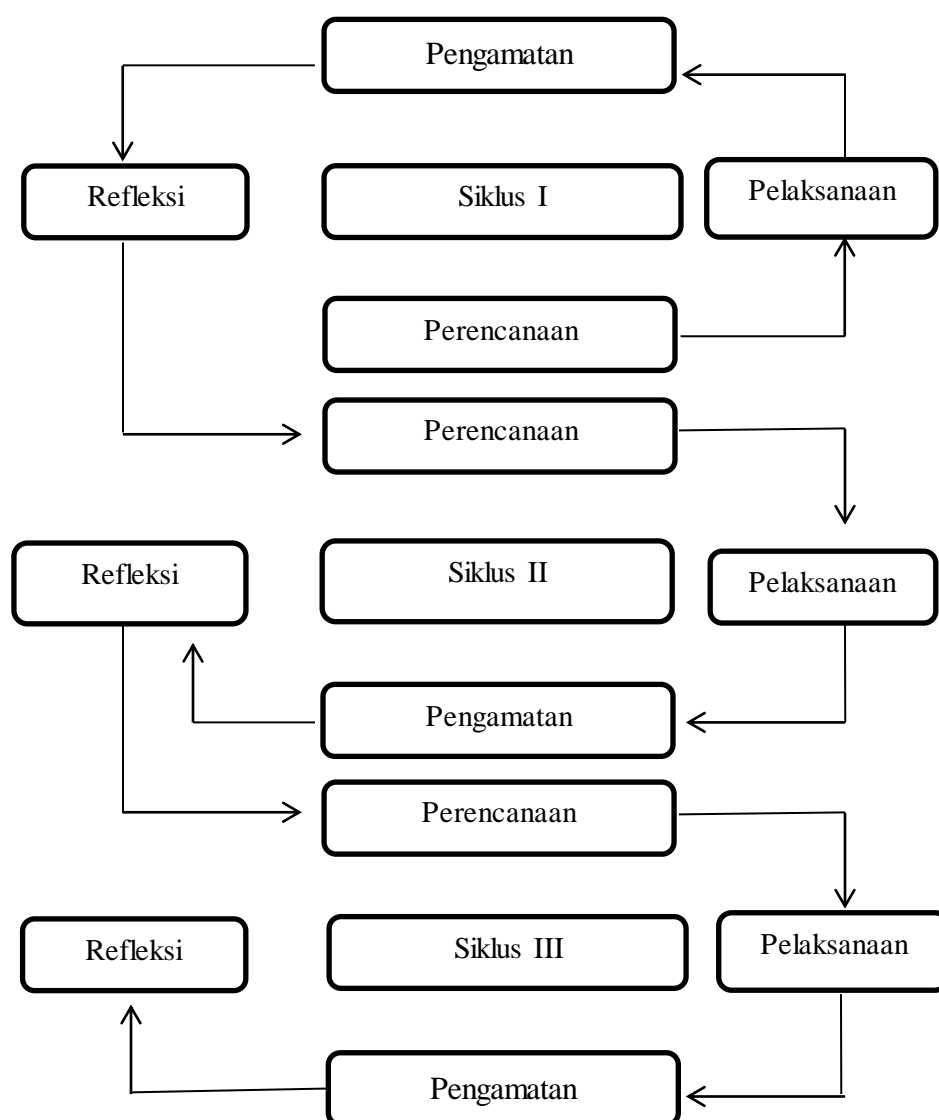 Pengamatan
Refleksi
Siklus I
Pelaksanaan
Perencanaan
Perencanaan
Refleksi
Siklus II
Pelaksanaan
Pengamatan
Perencanaan
Refleksi
Siklus III
Pelaksanaan
Pengamatan